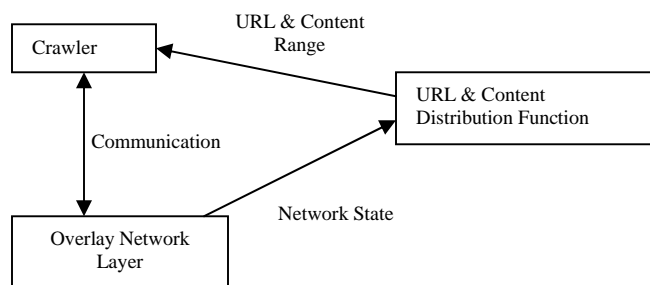 URL & Content
Range
Crawler
URL & Content
Distribution Function
Communication
Network State
Overlay Network
Layer